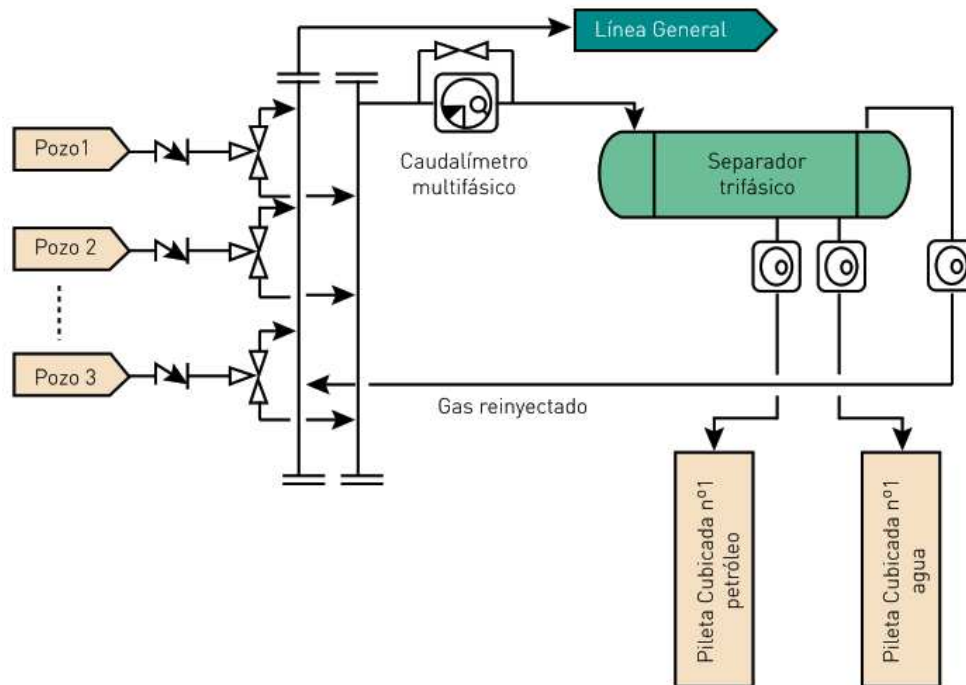 Línea General
Pozo1
Caudalímetro
multifásico
Separador
trifásico
Pozo 2
Pozo 3
Gas reinyectado
Pileta Cubicada nº1
petróleo
Pileta Cubicada nº1
agua